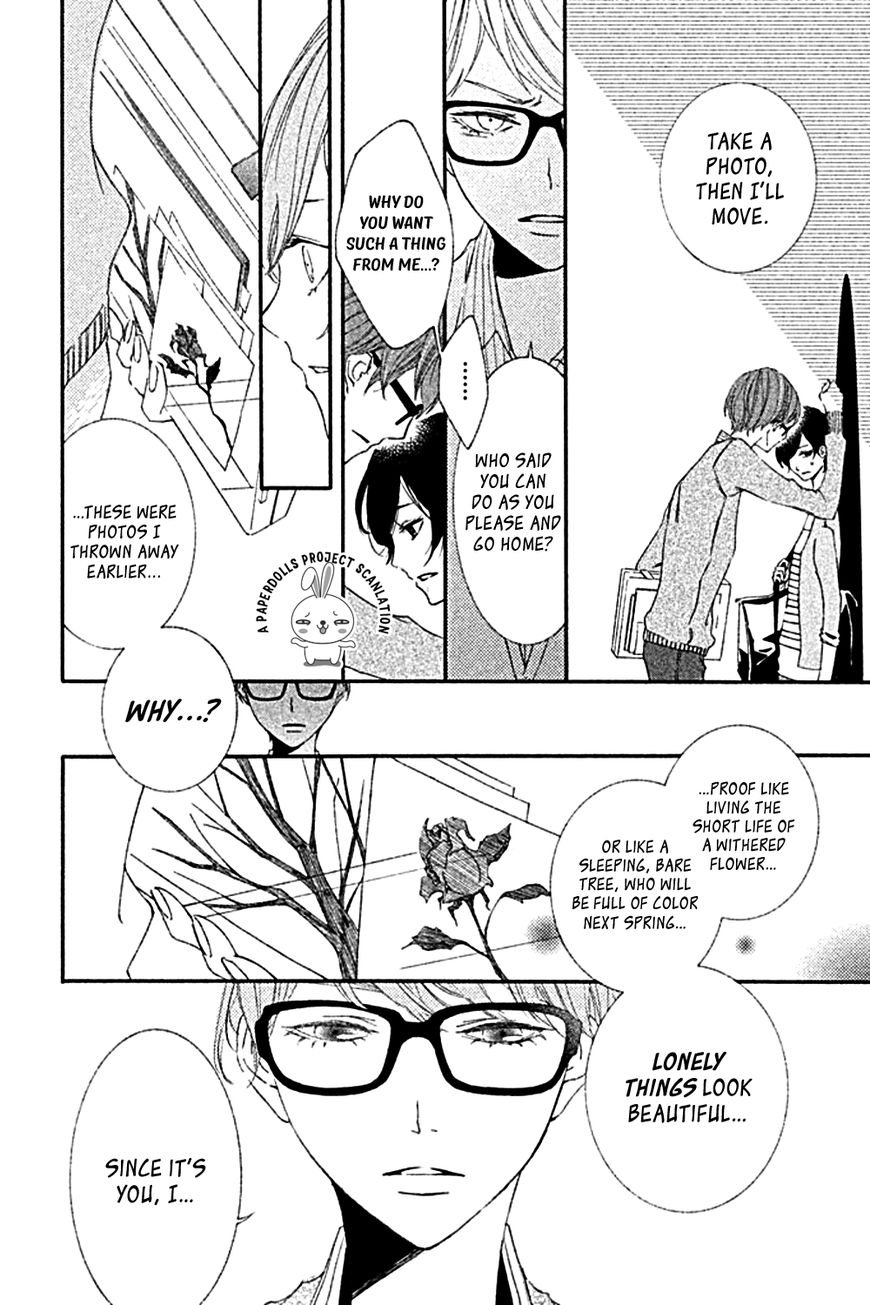 TAKE A
PHOTO,
THEN I'LL
MOVE.
WHY DO
YOU WANT
SUCH A THING
FROM ME...?
......
WHO SAID
YOU CAN
DO AS YOU
PLEASE AND
GO HOME?
...THESE WERE
PHOTOS I
THROWN AWAY
EARLIER...
A PAPERDOLLS PROJECT SCANLATION
WHY...?
...PROOF LIKE
LIVING THE
SHORT LIFE OF
A WITHERED
FLOWER...
OR LIKE A
SLEEPING, BARE
TREE, WHO WILL
BE FULL OF COLOR
NEXT SPRING...
LONELY
THINGS LOOK
BEAUTIFUL...
SINCE IT'S
YOU, I...